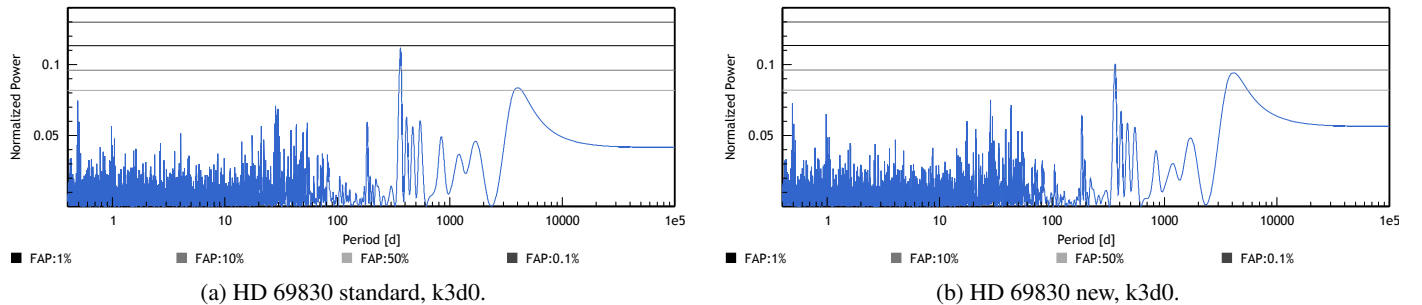 Normalized Power
0.1
0.05
1 10 100 1000 10000 1e5
Period [d]
FAP:1% FAP:10% FAP:50% FAP:0.1%
(a) HD 69830 standard, k3d0.
Normalized Power
0.1
0.05
1 10 100 1000 10000 1e5
Period [d]
FAP:1% FAP:10% FAP:50% FAP:0.1%
(b) HD 69830 new, k3d0.